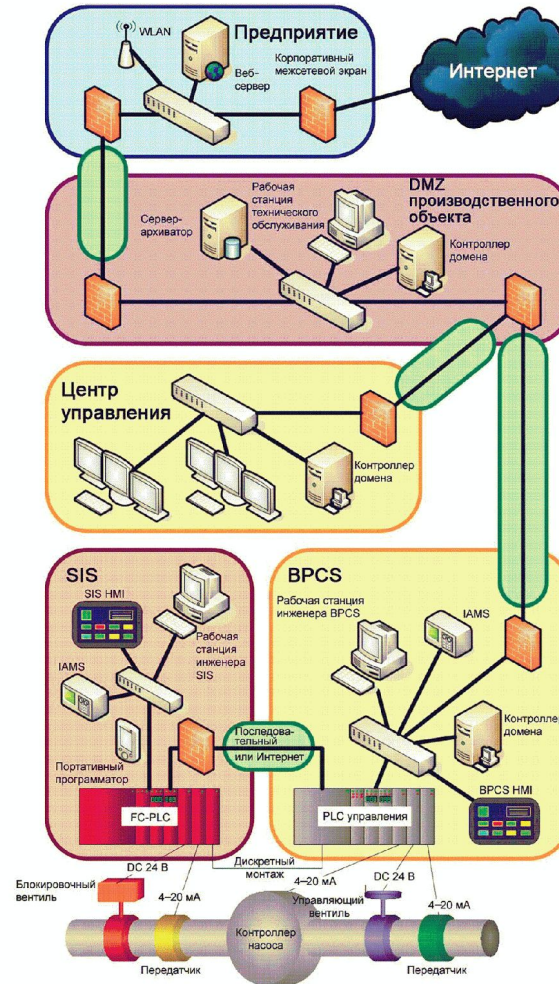 WLAN
Предприятие
Веб-
сервер
Корпоративный
межсетевой экран
Интернет
DMZ
производственного
объекта
Рабочая
станция
технического
обслуживания
Сервер-
архиватор
Контроллер
домена
Центр
управления
Контроллер
домена
SIS
SIS HMI
Рабочая
станция
инженера
SIS
IAMS
Портативный
программатор
FC-PLC
Последова-
тельный
или Интернет
BPCS
Рабочая станция
инженера BPCS
IAMS
Контроллер
домена
BPCS HMI
PLC управления
DC 24 В
Дискретный
монтаж
4–20 мА
DC 24 В
Блокировочный
вентиль
4–20 мА
Управляющий
вентиль
4–20 мА
Контроллер
насоса
Передатчик
Передатчик